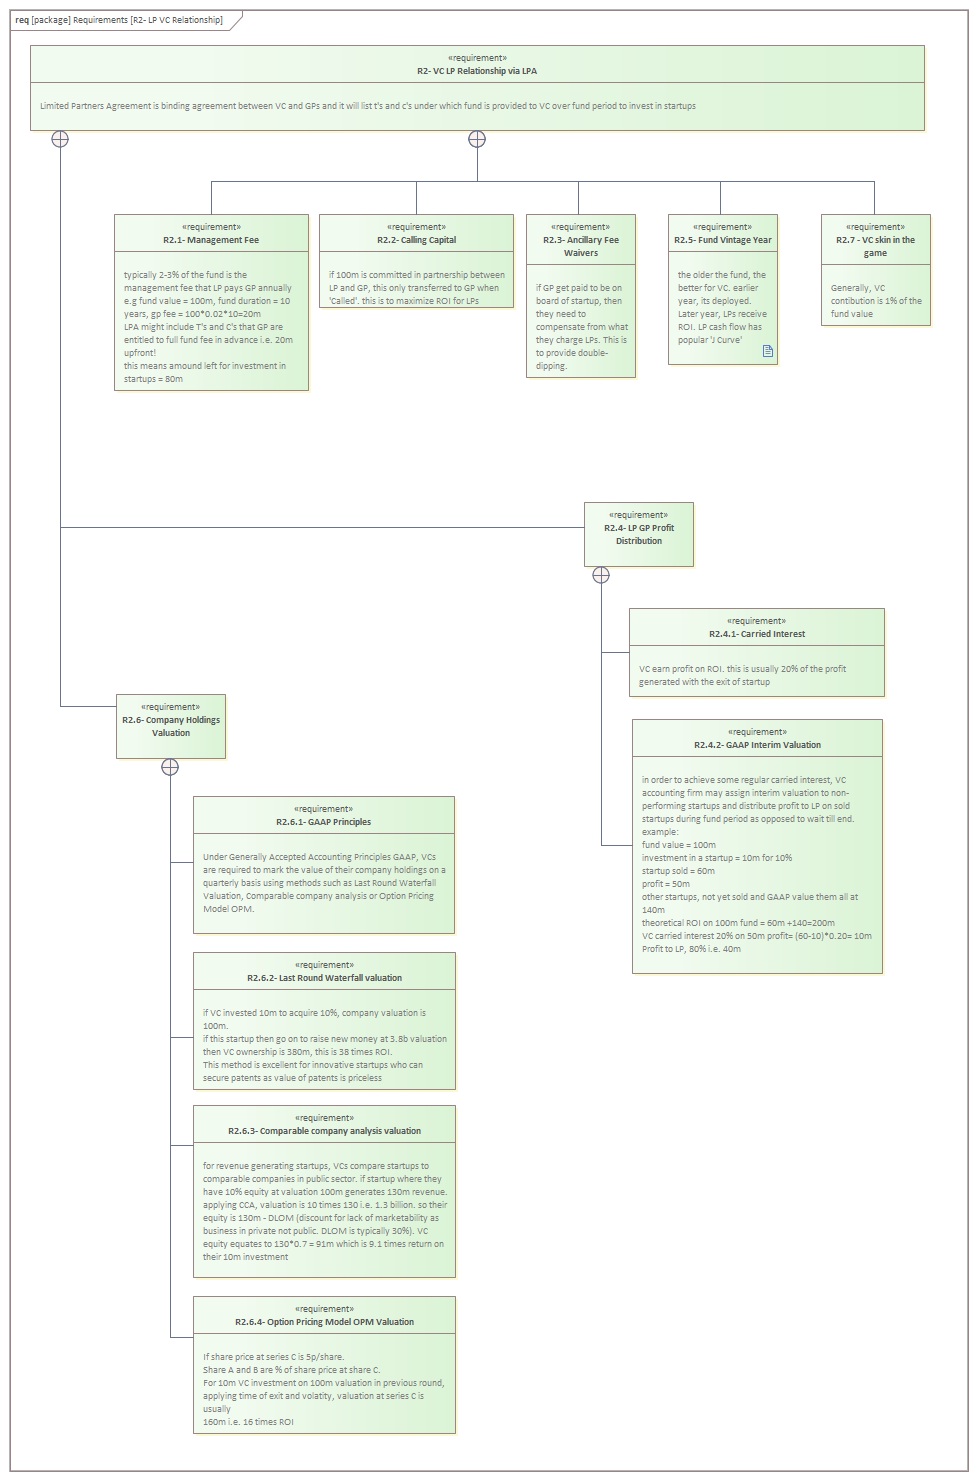 req [package] Requirements [R2- LP VC Relationship]
«requirement»
R2- VC LP Relationship via LPA
Limited Partners Agreement is binding agreement between VC and GPs and it will list t's and c's under which fund is provided to VC over fund period to invest in startups
«requirement»
R2.1- Management Fee
typically 2-3% of the fund is the
management fee that LP pays GP annually
e.g fund value = 100m, fund duration = 10
years, gp fee = 100*0.02*10=20m
LPA might include T's and C's that GP are
entitled to full fund fee in advance i.e. 20m
upfront!
this means amound left for investment in
startups = 80m
«requirement»
R2.2- Calling Capital
if 100m is committed in partnership between
LP and GP, this only transferred to GP when
'Called'. this is to maximize ROI for LPs
«requirement»
R2.3- Ancillary Fee
Waivers
if GP get paid to be on
board of startup, then
they need to
compensate from what
they charge LPs. This is
to provide double-
dipping.
«requirement»
R2.5- Fund Vintage Year
the older the fund, the
better for VC. earlier
year, its deployed.
Later year, LPs receive
ROI. LP cash flow has
popular 'J Curve'
«requirement»
R2.7 - VC skin in the
game
Generally, VC
contibution is 1% of the
fund value
«requirement»
R2.4- LP GP Profit
Distribution
«requirement»
R2.4.1- Carried Interest
VC earn profit on ROI. this is usually 20% of the profit
generated with the exit of startup
«requirement»
R2.4.2- GAAP Interim Valuation
in order to achieve some regular carried interest, VC
accounting firm may assign interim valuation to non-
performing startups and distribute profit to LP on sold
startups during fund period as opposed to wait till end.
example:
fund value = 100m
investment in a startup = 10m for 10%
startup sold = 60m
profit = 50m
other startups, not yet sold and GAAP value them all at
140m
theoretical ROI on 100m fund = 60m +140=200m
VC carried interest 20% on 50m profit= (60-10)*0.20= 10m
Profit to LP, 80% i.e. 40m
«requirement»
R2.6- Company Holdings
Valuation
«requirement»
R2.6.1- GAAP Principles
Under Generally Accepted Accounting Principles GAAP, VCs
are required to mark the value of their company holdings on a
quarterly basis using methods such as Last Round Waterfall
Valuation, Comparable company analysis or Option Pricing
Model OPM.
«requirement»
R2.6.2- Last Round Waterfall valuation
if VC invested 10m to acquire 10%, company valuation is
100m.
if this startup then go on to raise new money at 3.8b valuation
then VC ownership is 380m, this is 38 times ROI.
This method is excellent for innovative startups who can
secure patents as value of patents is priceless
«requirement»
R2.6.3- Comparable company analysis valuation
for revenue generating startups, VCs compare startups to
comparable companies in public sector. if startup where they
have 10% equity at valuation 100m generates 130m revenue.
applying CCA, valuation is 10 times 130 i.e. 1.3 billion. so their
equity is 130m - DLOM (discount for lack of marketability as
business in private not public. DLOM is typically 30%). VC
equity equates to 130*0.7 = 91m which is 9.1 times return on
their 10m investment
«requirement»
R2.6.4- Option Pricing Model OPM Valuation
If share price at series C is 5p/share.
Share A and B are % of share price at share C.
For 10m VC investment on 100m valuation in previous round,
applying time of exit and volatity, valuation at series C is
usually
160m i.e. 16 times ROI